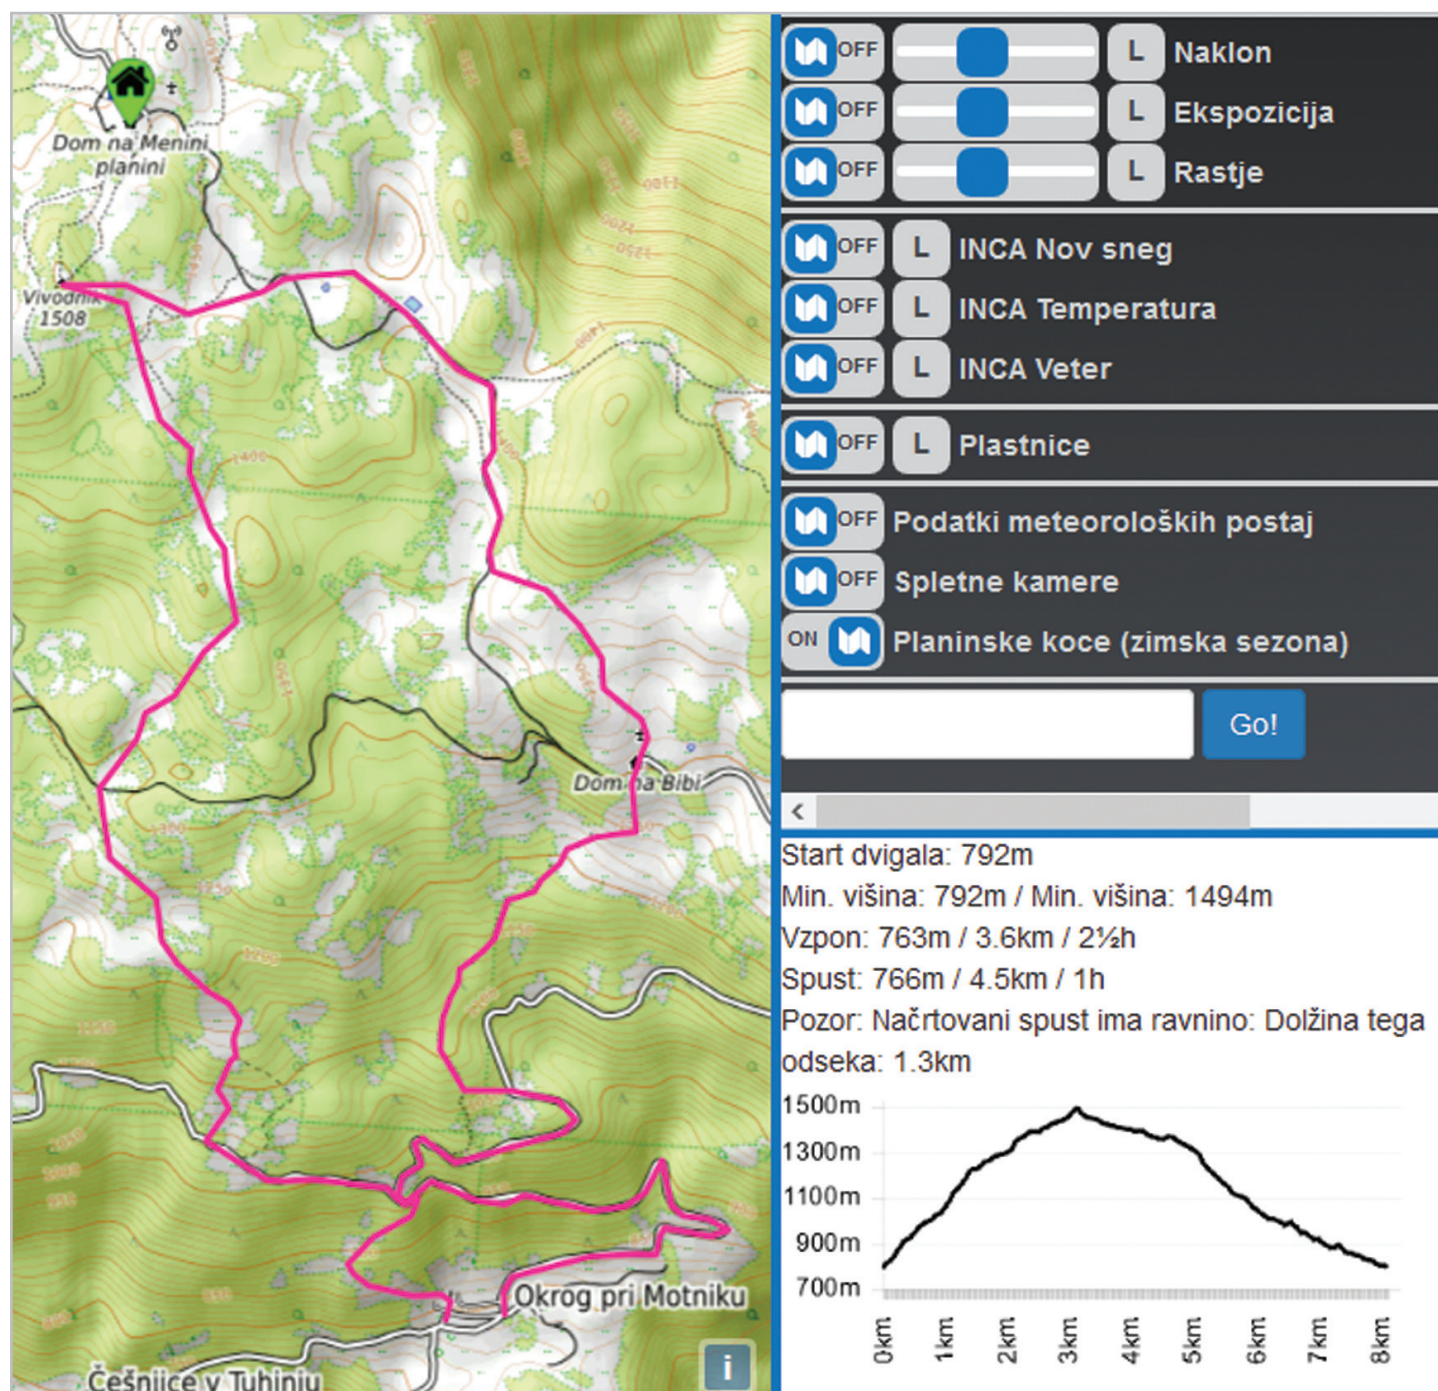 Dom na Menini
planini
Vivodnik
1508
1400
1400
1400
Dom na Bibi
Okrog pri Motniku
Češnjice v Tuhinju
i
OFF L Naklon
OFF L Ekspozicija
OFF L Rastje
OFF L INCA Nov sneg
OFF L INCA Temperatura
OFF L INCA Veter
OFF L Plastnice
OFF Podatki meteoroloških postaj
OFF Spletne kamere
ON Planinske koce (zimska sezona)
Go!
Start dvigala: 792m
Min. višina: 792m / Min. višina: 1494m
Vzpon: 763m / 3.6km / 2½h
Spust: 766m / 4.5km / 1h
Pozor: Načrtovani spust ima ravnino: Dolžina tega
odseka: 1.3km
1500m
1300m
1100m
900m
700m
0km 1km 2km 3km 4km 5km 6km 7km 8km